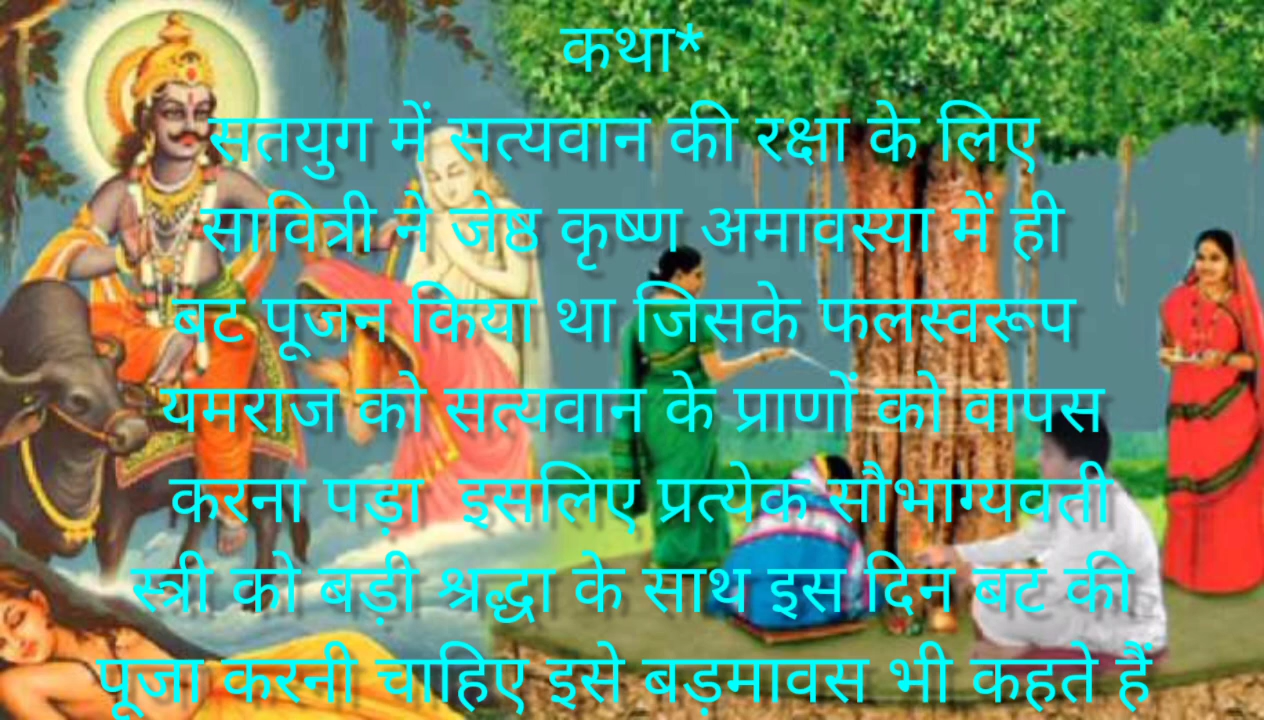 कथा*
सतयुग में सत्यवान की रक्षा के लिए
सावित्री ने जेष्ठ कृष्ण अमावस्या में ही
बट पूजन किया था जिसके फलस्वरूप
यमराज को सत्यवान के प्राणों को वापस
करना पड़ा  इसलिए प्रत्येक सौभाग्यवती
स्त्री को बड़ी श्रद्धा के साथ इस दिन बट की
पूजा करनी चाहिए इसे बड़मावस भी कहते हैं